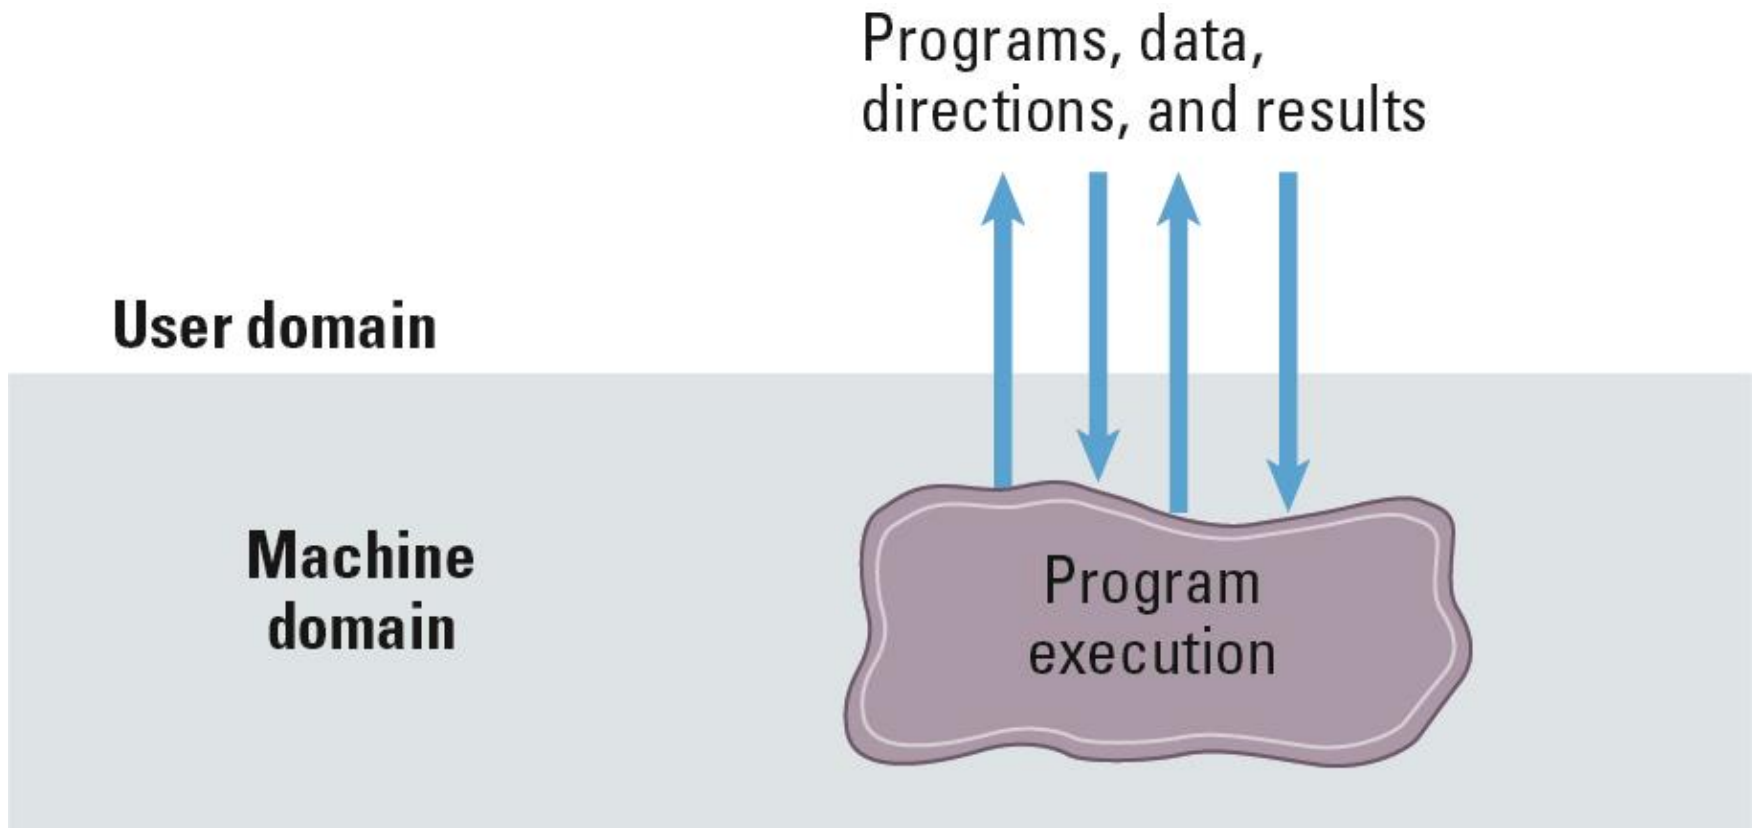 Programs, data,
directions, and results
User domain
Machine
domain
Program
execution